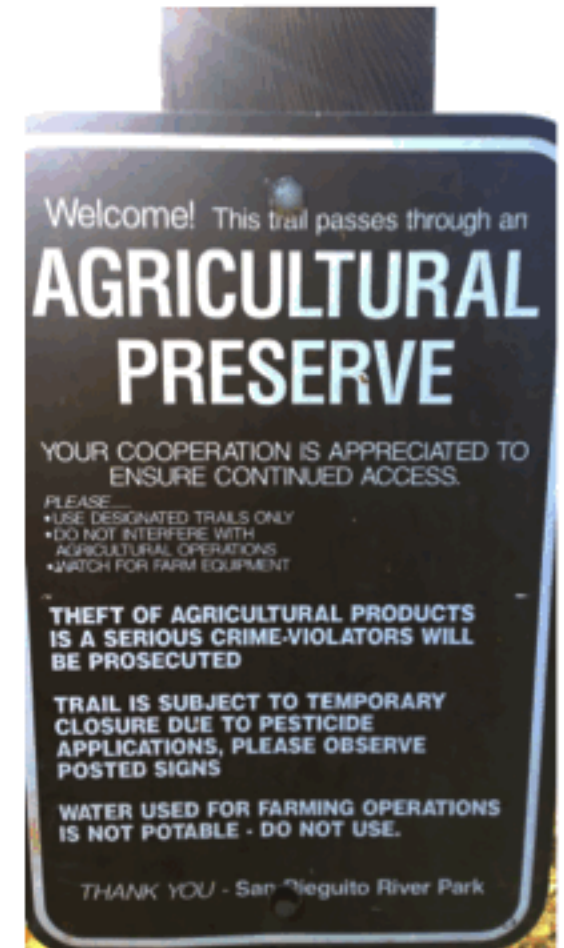 Welcome! This trail passes through an
AGRICULTURAL
PRESERVE
YOUR COOPERATION IS APPRECIATED TO
ENSURE CONTINUED ACCESS.
PLEASE....
•USE DESIGNATED TRAILS ONLY
•DO NOT INTERFERE WITH
AGRICULTURAL OPERATIONS
•WATCH FOR FARM EQUIPMENT
THEFT OF AGRICULTURAL PRODUCTS
IS A SERIOUS CRIME-VIOLATORS WILL
BE PROSECUTED
TRAIL IS SUBJECT TO TEMPORARY
CLOSURE DUE TO PESTICIDE
APPLICATIONS, PLEASE OBSERVE
POSTED SIGNS
WATER USED FOR FARMING OPERATIONS
IS NOT POTABLE - DO NOT USE.
THANK YOU - San Dieguito River Park